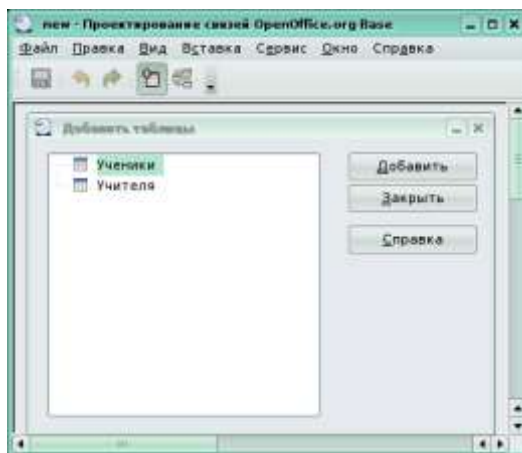 new - Проектирование связей OpenOffice.org Base
Файл Правка Вид Вставка Сервис Окно Справка
Добавить таблицы
Ученики
Учителя
Добавить
Закрыть
Справка